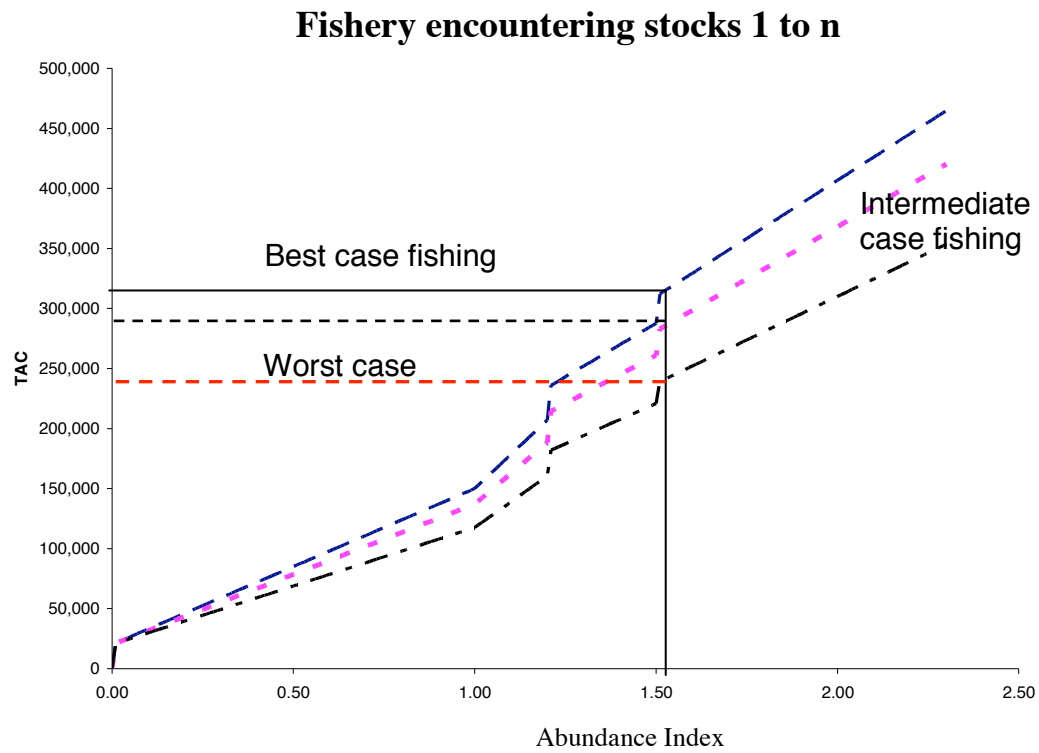 Fishery encountering stocks 1 to n
500,000
450,000
400,000
350,000
300,000
250,000
200,000
150,000
100,000
50,000
0
TAC
Best case fishing
Worst case
Intermediate
case fishing
0.00
0.50
1.00
1.50
2.00
2.50
Abundance Index